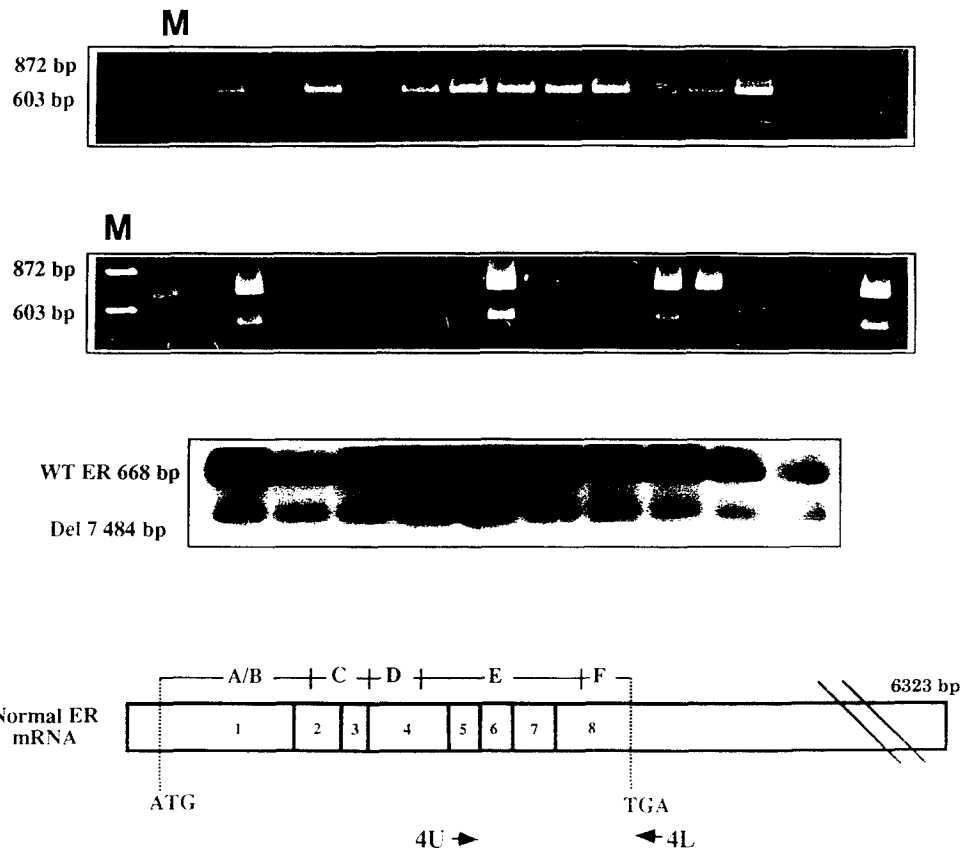 M
872 bp
603 bp
M
872 bp
603 bp
WT ER 668 bp
Del 7 484 bp
A/B C D E F
6323 bp
Normal ER
mRNA
1 2 3 4 5 6 7 8
ATG
TGA
4U
4L